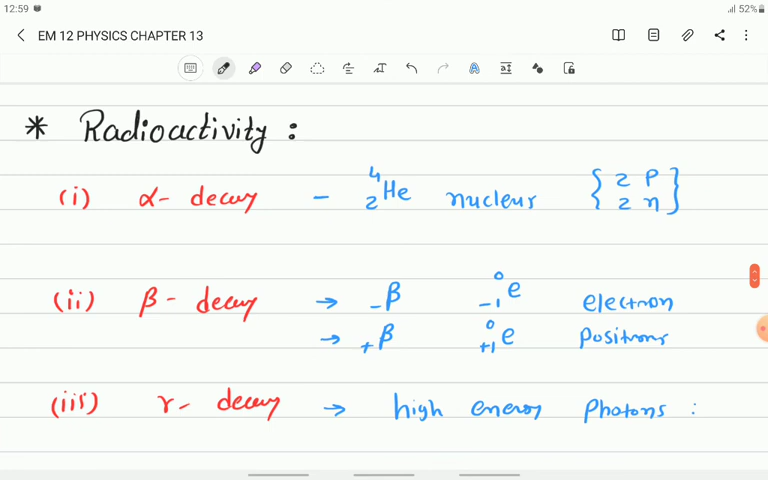 12:59 52%
EM 12 PHYSICS CHAPTER 13
* Radioactivity :
(i) α- decay - ⁴₂He nucleus { 2 P
2 n }
(ii) β- decay → ₋β ⁰₋₁e electron
→ ₊β ⁰₊₁e Positrons
(iii) γ- decay → high energy Photons :